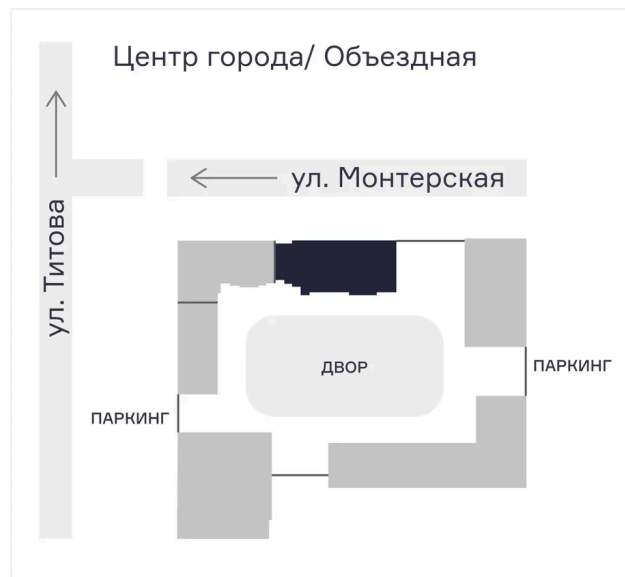 Центр города/ Объездная
ул. Монтерская
ул. Титова
ДВОР
ПАРКИНГ
ПАРКИНГ